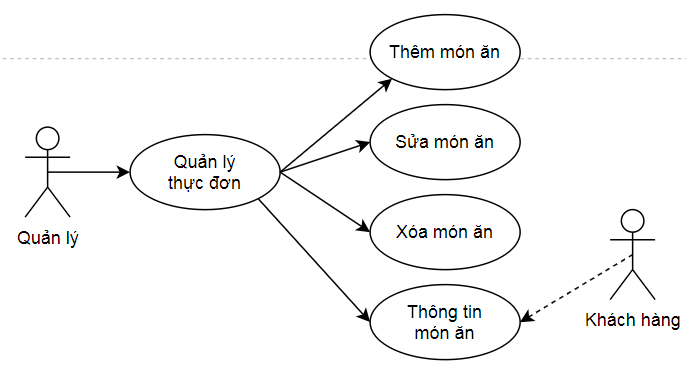 Thêm món ăn
Sửa món ăn
Quản lý
thực đơn
Xóa món ăn
Quản lý
Thông tin
món ăn
Khách hàng